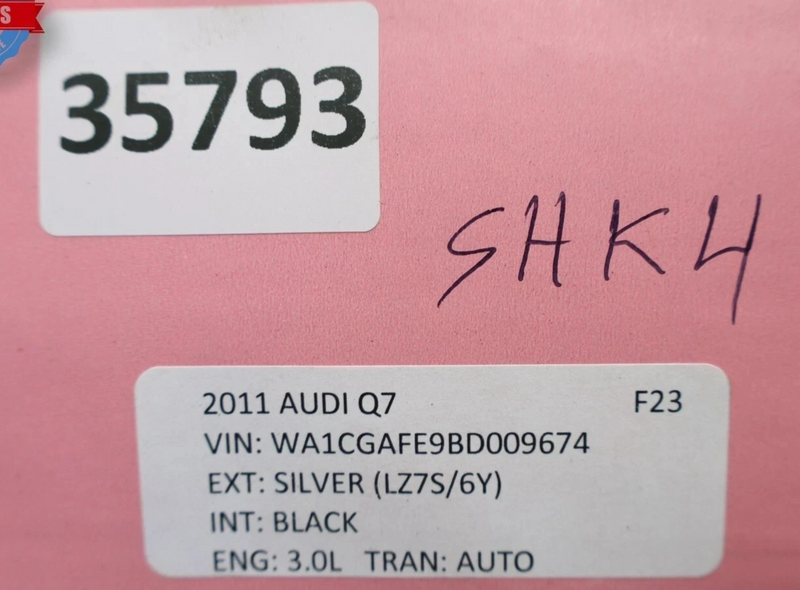 S
35793
SHK4
2011 AUDI Q7 F23
VIN: WA1CGAFE9BD009674
EXT: SILVER (LZ7S/6Y)
INT: BLACK
ENG: 3.0L TRAN: AUTO